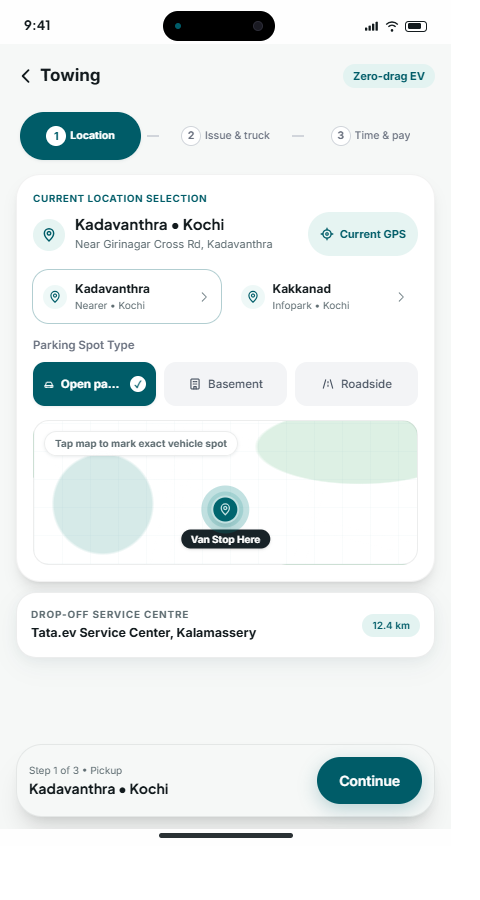 9:41
Towing
Zero-drag EV
1 Location
2 Issue & truck
3 Time & pay
CURRENT LOCATION SELECTION
Kadavanthra • Kochi
Near Girinagar Cross Rd, Kadavanthra
Current GPS
Kadavanthra
Nearer • Kochi
Kakkanad
Infopark • Kochi
Parking Spot Type
Open pa...
Basement
Roadside
Tap map to mark exact vehicle spot
Van Stop Here
DROP-OFF SERVICE CENTRE
Tata.ev Service Center, Kalamassery
12.4 km
Step 1 of 3 • Pickup
Kadavanthra • Kochi
Continue